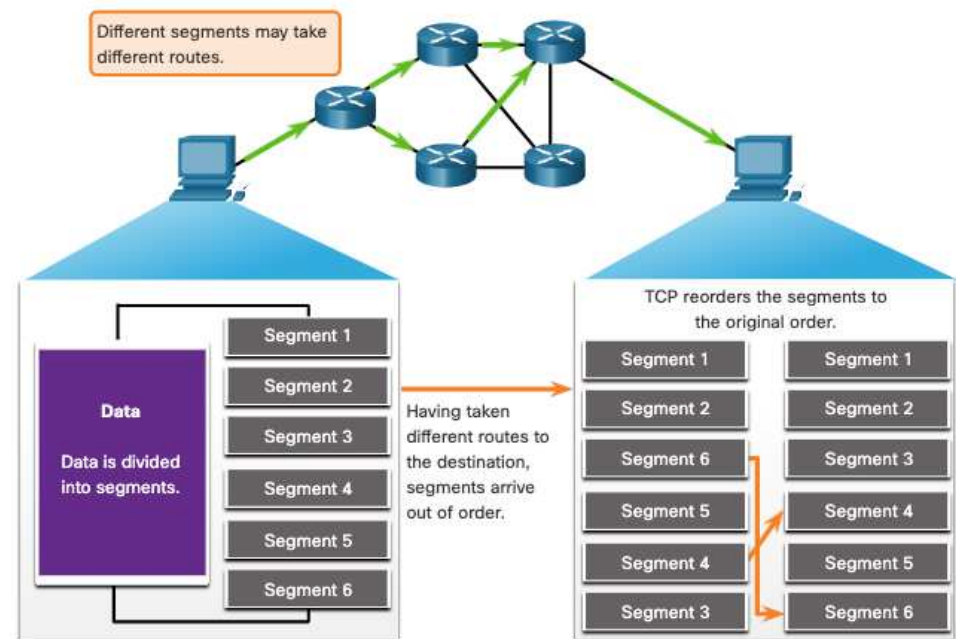 Different segments may take
different routes.
Data
Data is divided
into segments.
Segment 1
Segment 2
Segment 3
Segment 4
Segment 5
Segment 6
Having taken
different routes to
the destination,
segments arrive
out of order.
TCP reorders the segments to
the original order.
Segment 1
Segment 2
Segment 6
Segment 5
Segment 4
Segment 3
Segment 1
Segment 2
Segment 3
Segment 4
Segment 5
Segment 6